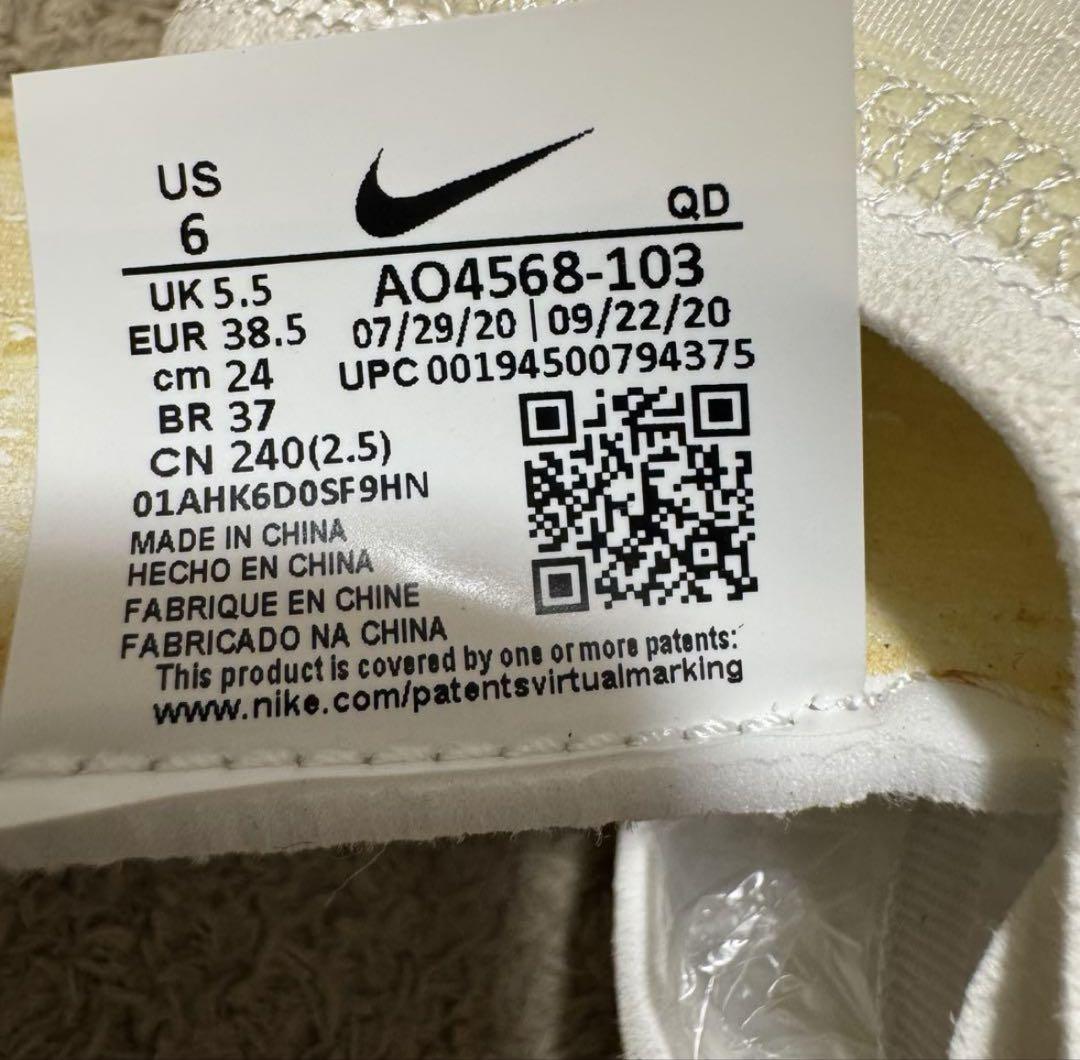 US
6
QD
UK 5.5
EUR 38.5
cm 24
BR 37
CN 240(2.5)
AO4568-103
07/29/20 | 09/22/20
UPC 00194500794375
01AHK6D0SF9HN
MADE IN CHINA
HECHO EN CHINA
FABRIQUE EN CHINE
FABRICADO NA CHINA
This product is covered by one or more patents:
www.nike.com/patentsvirtualmarking